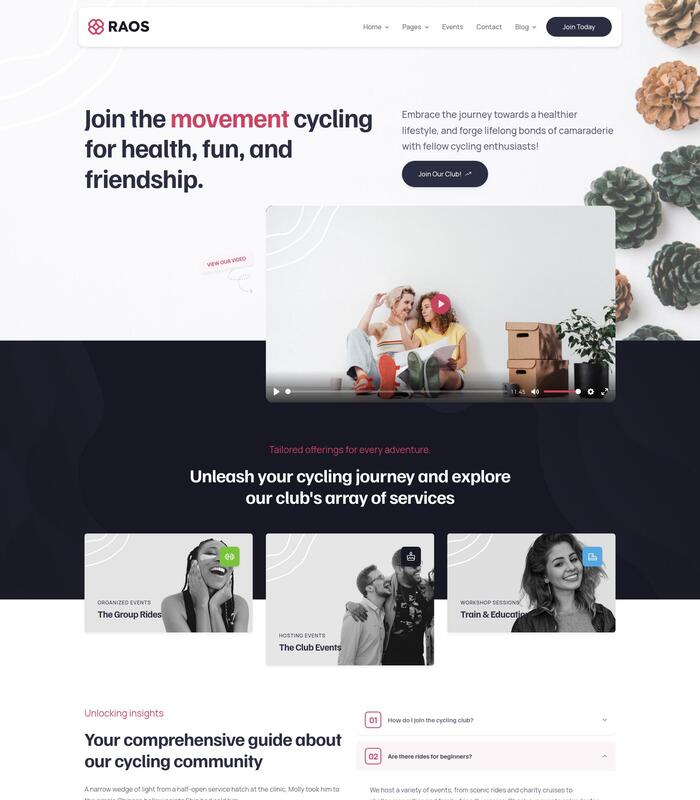 RAOS
Home Pages Events Contact Blog Join Today
Join the movement cycling
for health, fun, and
friendship.
Embrace the journey towards a healthier
lifestyle, and forge lifelong bonds of camaraderie
with fellow cycling enthusiasts!
Join Our Club!
VIEW OUR VIDEO
11:45
Tailored offerings for every adventure.
Unleash your cycling journey and explore
our club's array of services
ORGANIZED EVENTS
The Group Rides
HOSTING EVENTS
The Club Events
WORKSHOP SESSIONS
Train & Education
Unlocking insights
Your comprehensive guide about
our cycling community
A narrow wedge of light from a half-open service hatch at the clinic. Molly took him to
01 How do I join the cycling club?
02 Are there rides for beginners?
We host a variety of events, from scenic rides and charity cruises to